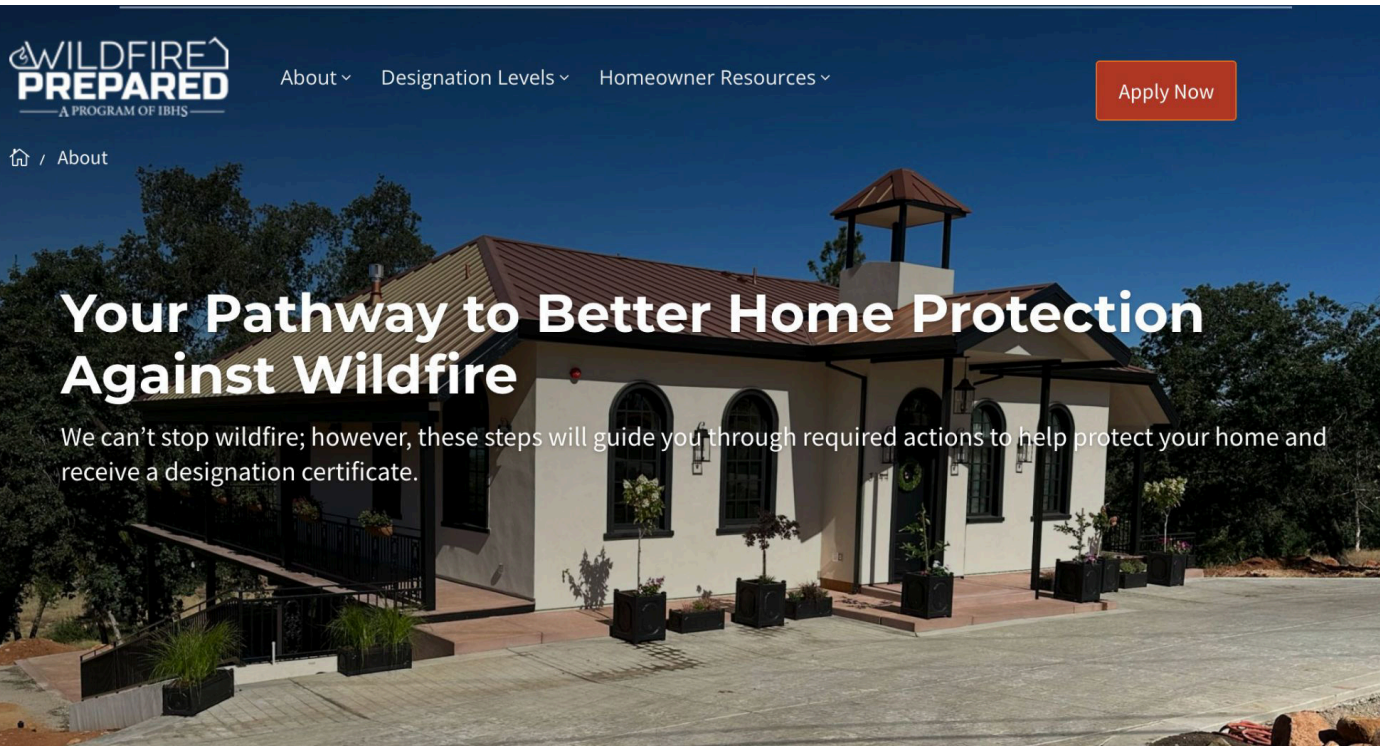 WILDFIRE
PREPARED
A PROGRAM OF IBHS
About
Designation Levels
Homeowner Resources
Apply Now
/ About
Your Pathway to Better Home Protection
Against Wildfire
We can’t stop wildfire; however, these steps will guide you through required actions to help protect your home and
receive a designation certificate.